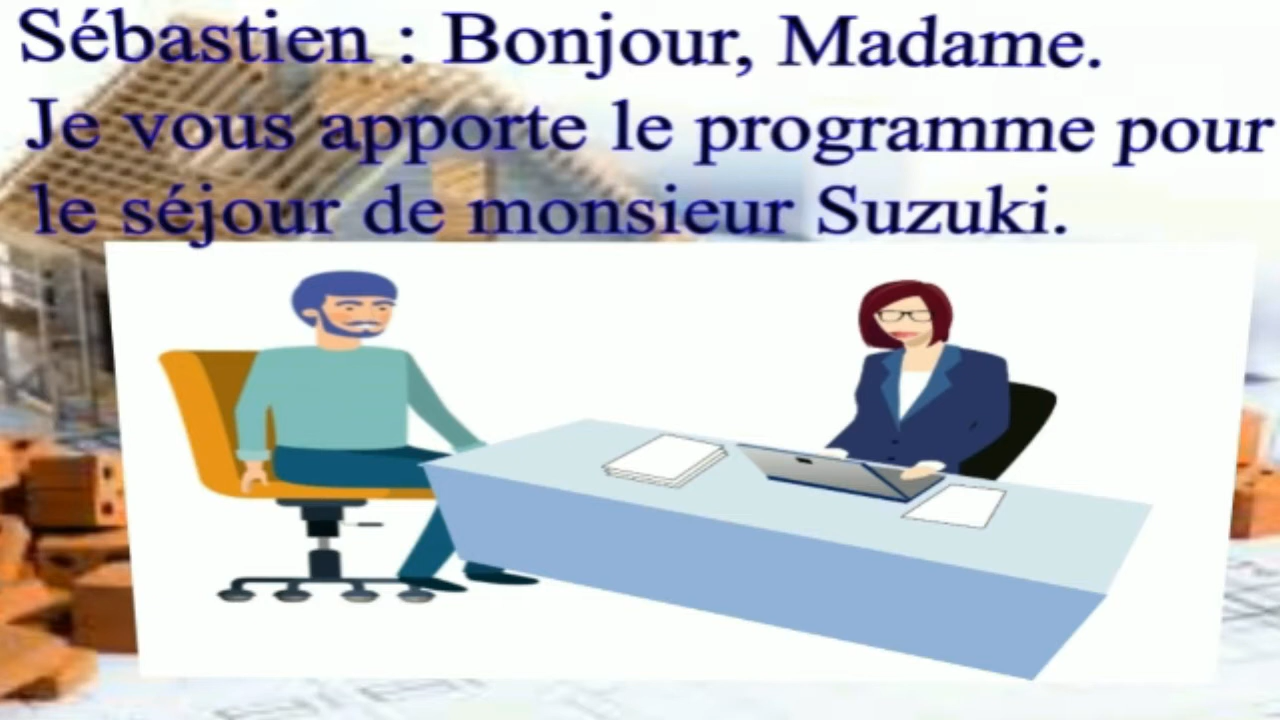 Sébastien : Bonjour, Madame.
Je vous apporte le programme pour
le séjour de monsieur Suzuki.